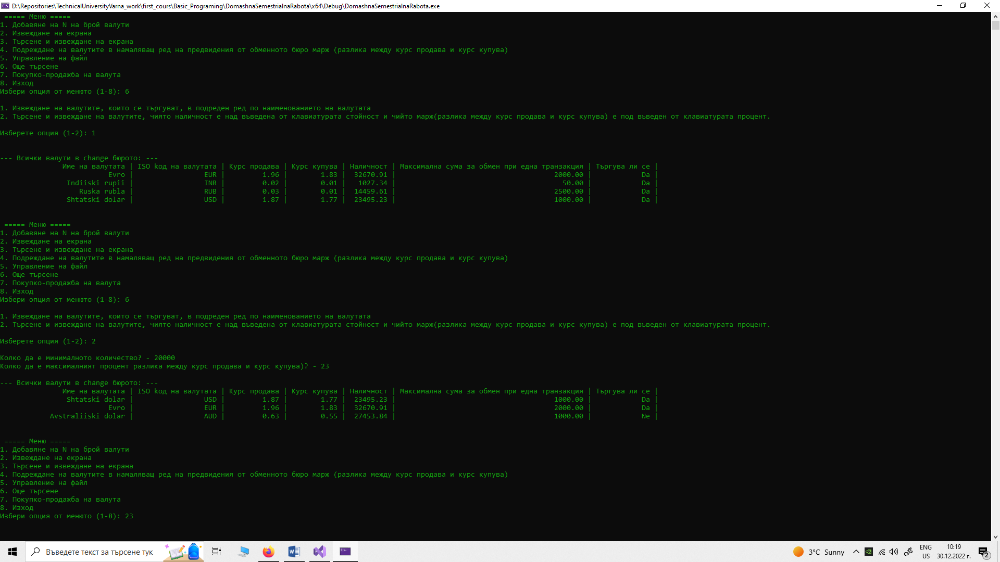 D:\Repositories\TechnicalUniversityVarna_work\first_cours\Basic_Programing\DomashnaSemestrialnaRabota\x64\Debug\DomashnaSemestrialnaRabota.exe
===== Меню =====
1. Добавяне на N на брой валути
2. Извеждане на екрана
3. Търсене и извеждане на екрана
4. Подреждане на валутите в намаляващ ред на предвидения от обменното бюро марж (разлика между курс продава и курс купува)
5. Управление на файл
6. Още търсене
7. Покупко-продажба на валута
8. Изход
Избери опция от менюто (1-8): 6
1. Извеждане на валутите, които се търгуват, в подреден ред по наименованието на валутата
2. Търсене и извеждане на валутите, чиято наличност е над въведена от клавиатурата стойност и чийто марж(разлика между курс продава и курс купува) е под въведен от клавиатурата процент.
Изберете опция (1-2): 1
--- Всички валути в change бюрото: ---
Име на валутата | ISO kод на валутата | Курс продава | Курс купува | Наличност | Максимална сума за обмен при една транзакция | Търгува ли се |
Evro | EUR | 1.96 | 1.83 | 32670.91 | 2000.00 | Da |
Indiiski rupii | INR | 0.02 | 0.01 | 1027.34 | 50.00 | Da |
Ruska rubla | RUB | 0.03 | 0.01 | 14459.61 | 2500.00 | Da |
Shtatski dolar | USD | 1.87 | 1.77 | 23495.23 | 1000.00 | Da |
===== Меню =====
1. Добавяне на N на брой валути
2. Извеждане на екрана
3. Търсене и извеждане на екрана
4. Подреждане на валутите в намаляващ ред на предвидения от обменното бюро марж (разлика между курс продава и курс купува)
5. Управление на файл
6. Още търсене
7. Покупко-продажба на валута
8. Изход
Избери опция от менюто (1-8): 6
1. Извеждане на валутите, които се търгуват, в подреден ред по наименованието на валутата
2. Търсене и извеждане на валутите, чиято наличност е над въведена от клавиатурата стойност и чийто марж(разлика между курс продава и курс купува) е под въведен от клавиатурата процент.
Изберете опция (1-2): 2
Колко да е минималното количество? - 20000
Колко да е максималният процент разлика между курс продава и курс купува)? - 23
--- Всички валути в change бюрото: ---
Име на валутата | ISO kод на валутата | Курс продава | Курс купува | Наличност | Максимална сума за обмен при една транзакция | Търгува ли се |
Shtatski dolar | USD | 1.87 | 1.77 | 23495.23 | 1000.00 | Da |
Evro | EUR | 1.96 | 1.83 | 32670.91 | 2000.00 | Da |
Avstraliiski dolar | AUD | 0.63 | 0.55 | 27453.84 | 1000.00 | Ne |
===== Меню =====
1. Добавяне на N на брой валути
2. Извеждане на екрана
3. Търсене и извеждане на екрана
4. Подреждане на валутите в намаляващ ред на предвидения от обменното бюро марж (разлика между курс продава и курс купува)
5. Управление на файл
6. Още търсене
7. Покупко-продажба на валута
8. Изход
Избери опция от менюто (1-8): 23
Въведете текст за търсене тук
3°C Sunny
ENG
US
10:19
30.12.2022 г.
2